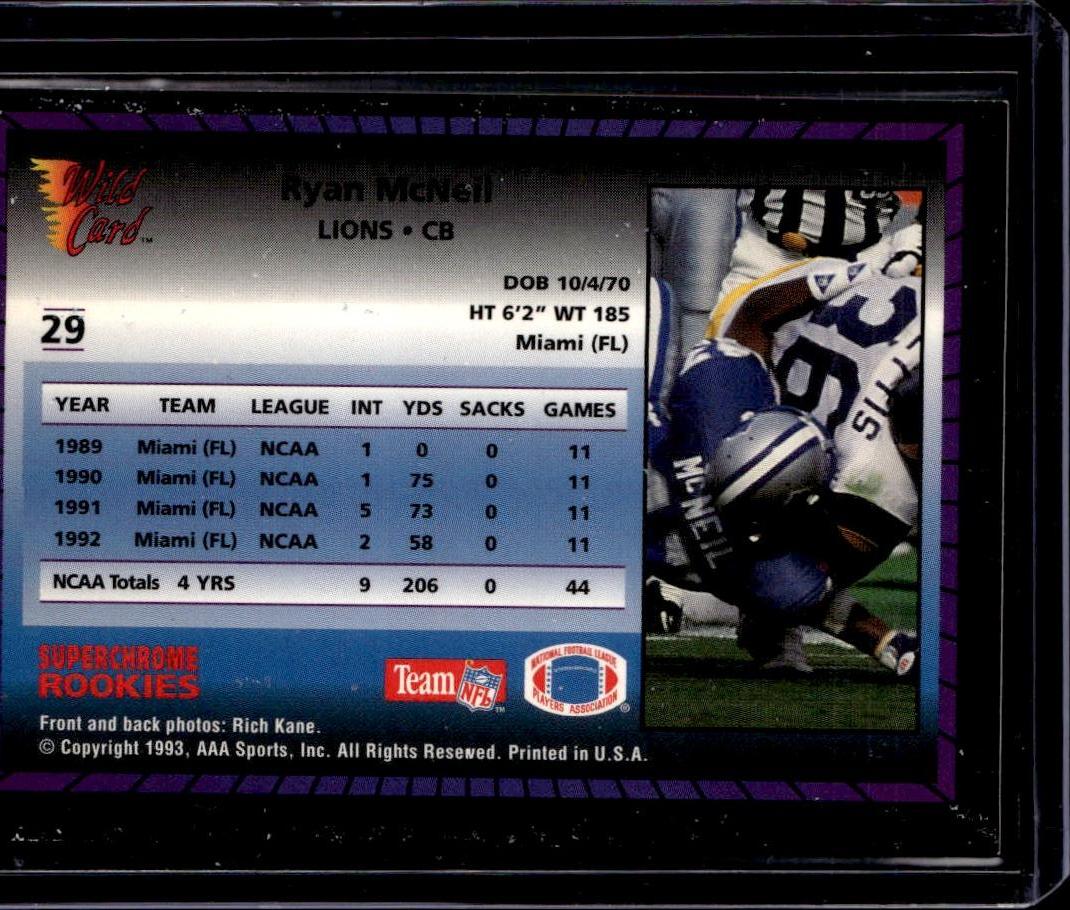 Wild
Card™
Ryan McNeil
LIONS • CB
DOB 10/4/70
HT 6'2" WT 185
Miami (FL)
29
YEAR TEAM LEAGUE INT YDS SACKS GAMES
1989 Miami (FL) NCAA 1 0 0 11
1990 Miami (FL) NCAA 1 75 0 11
1991 Miami (FL) NCAA 5 73 0 11
1992 Miami (FL) NCAA 2 58 0 11
NCAA Totals 4 YRS 9 206 0 44
MCNEIL
SUPERCHROME
ROOKIES
Team NFL™
NATIONAL FOOTBALL LEAGUE
PLAYERS ASSOCIATION®
Front and back photos: Rich Kane.
© Copyright 1993, AAA Sports, Inc. All Rights Reseved. Printed in U.S.A.